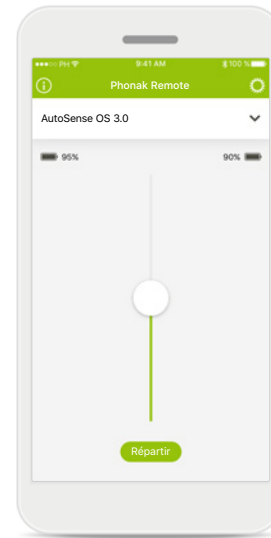 PH 9:41 AM 100 %
Phonak Remote
AutoSense OS 3.0
95% 90%
Répartir